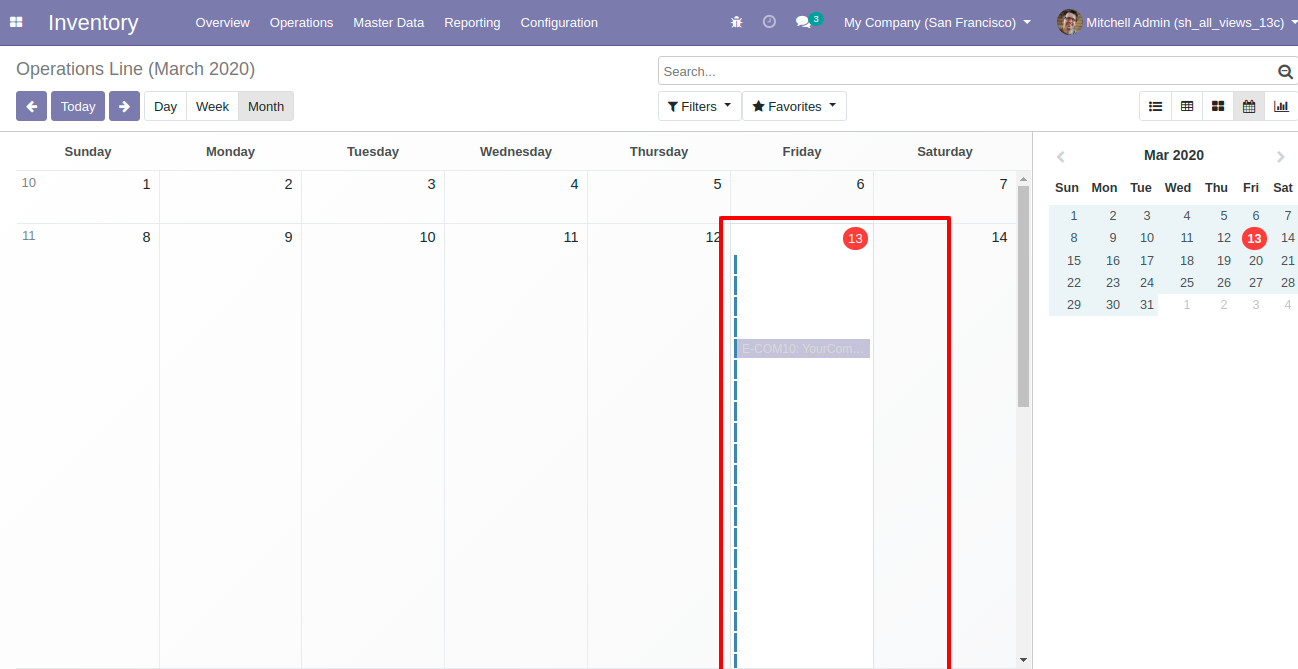 Inventory Overview Operations Master Data Reporting Configuration 3 My Company (San Francisco) Mitchell Admin (sh_all_views_13c)
Operations Line (March 2020)
Search...
Today Day Week Month Filters Favorites
Sunday Monday Tuesday Wednesday Thursday Friday Saturday
10 1 2 3 4 5 6 7
11 8 9 10 11 12 13 14
E-COM10: YourCom...
Mar 2020
Sun Mon Tue Wed Thu Fri Sat
1 2 3 4 5 6 7
8 9 10 11 12 13 14
15 16 17 18 19 20 21
22 23 24 25 26 27 28
29 30 31 1 2 3 4